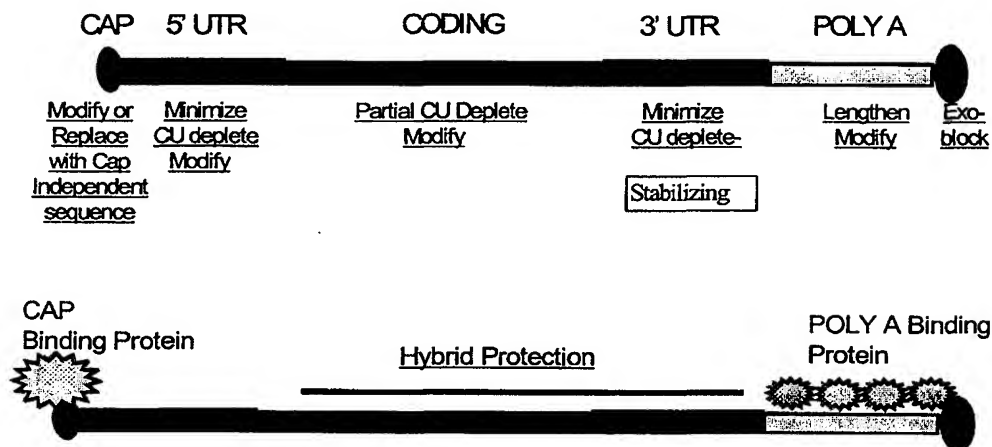 CAP 5' UTR CODING 3' UTR POLY A
Modify or
Replace
with Cap
Independent
sequence
Minimize
CU deplete
Modify
Partial CU Deplete
Modify
Minimize
CU deplete-
Stabilizing
Lengthen
Modify
Exo-
block
CAP
Binding Protein
Hybrid Protection
POLY A Binding
Protein